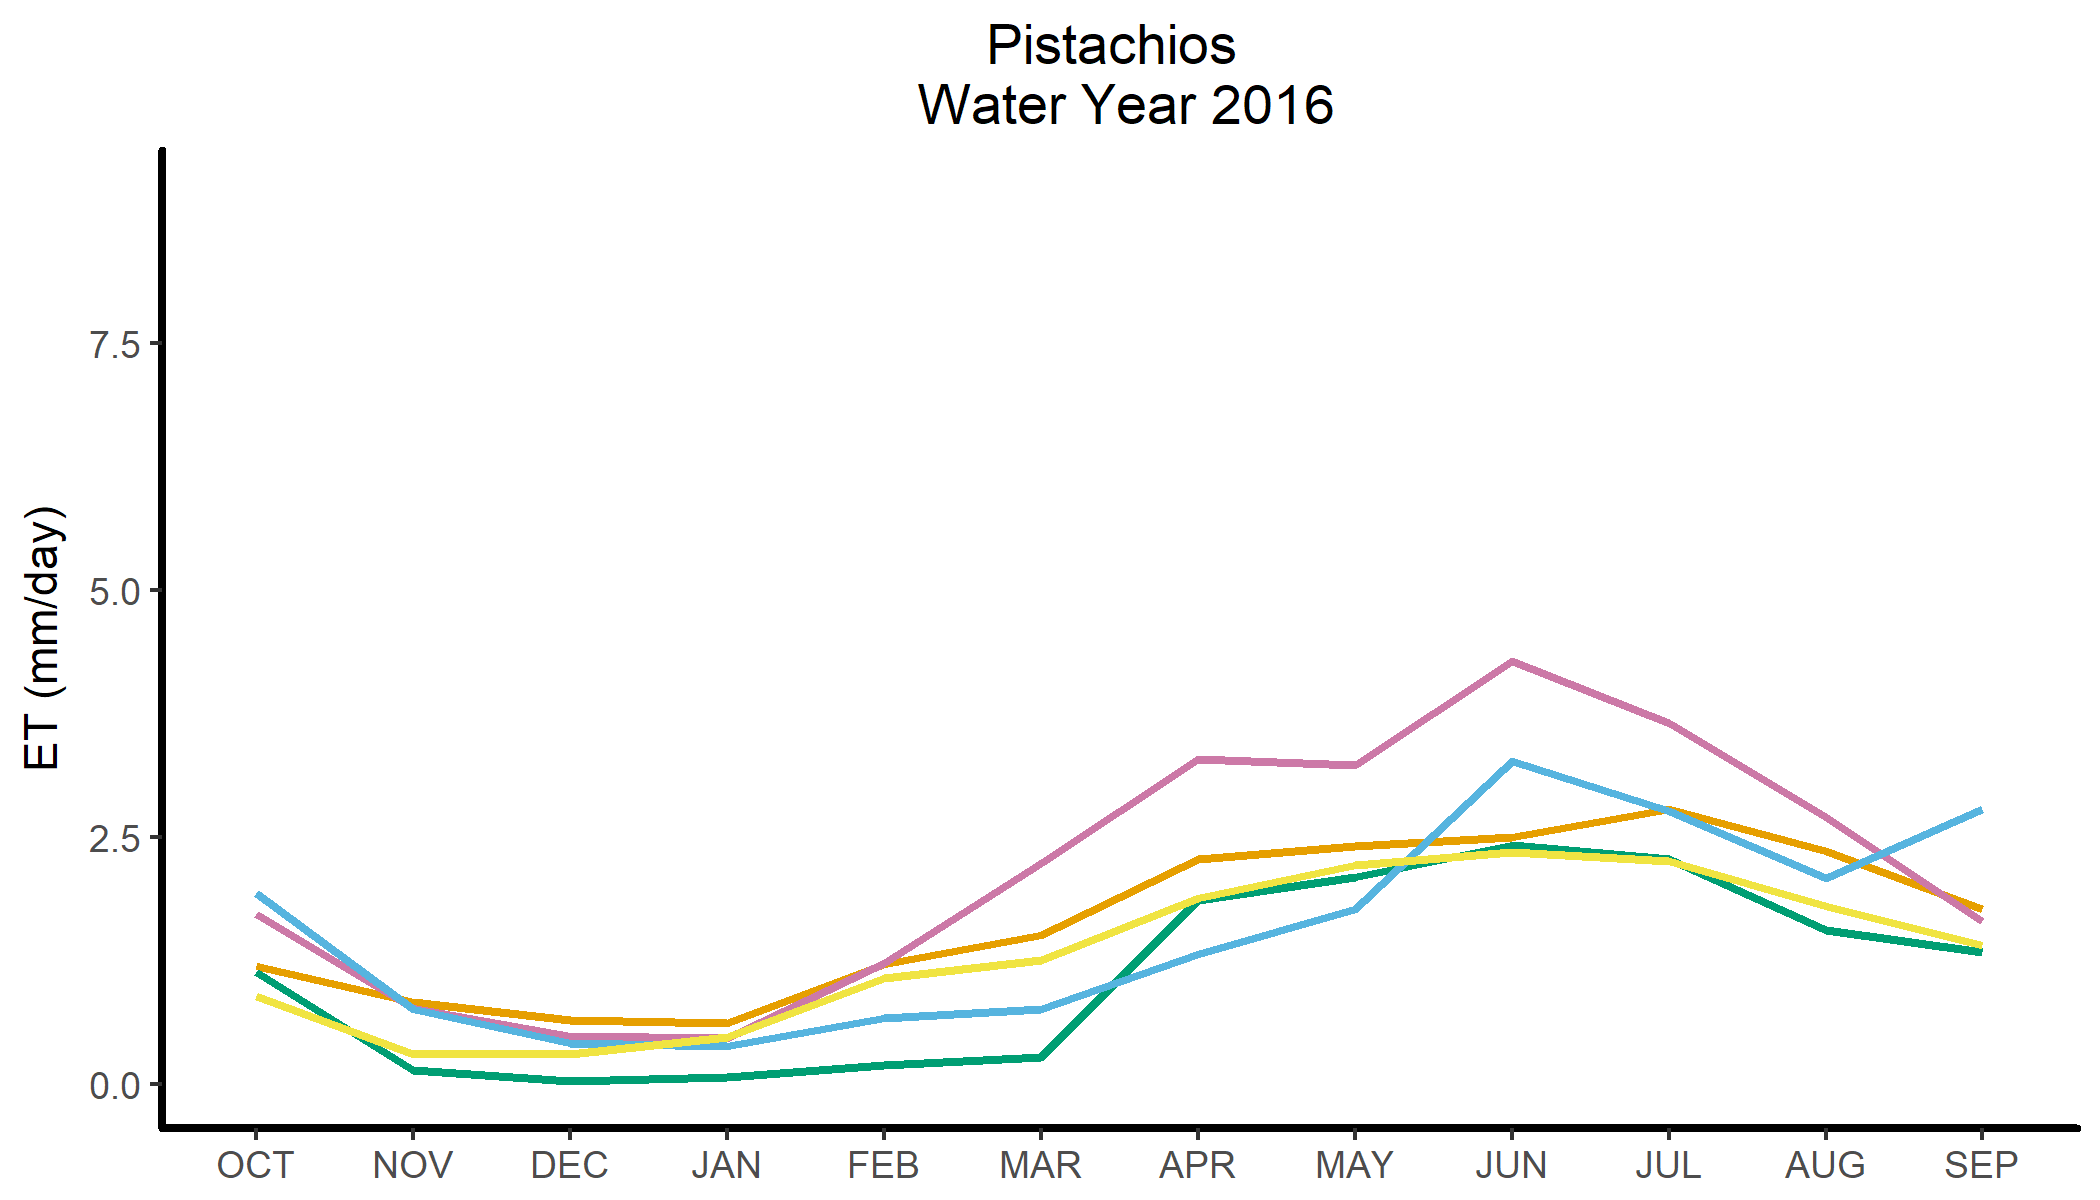 Pistachios
Water Year 2016
ET (mm/day)
7.5
5.0
2.5
0.0
OCT NOV DEC JAN FEB MAR APR MAY JUN JUL AUG SEP